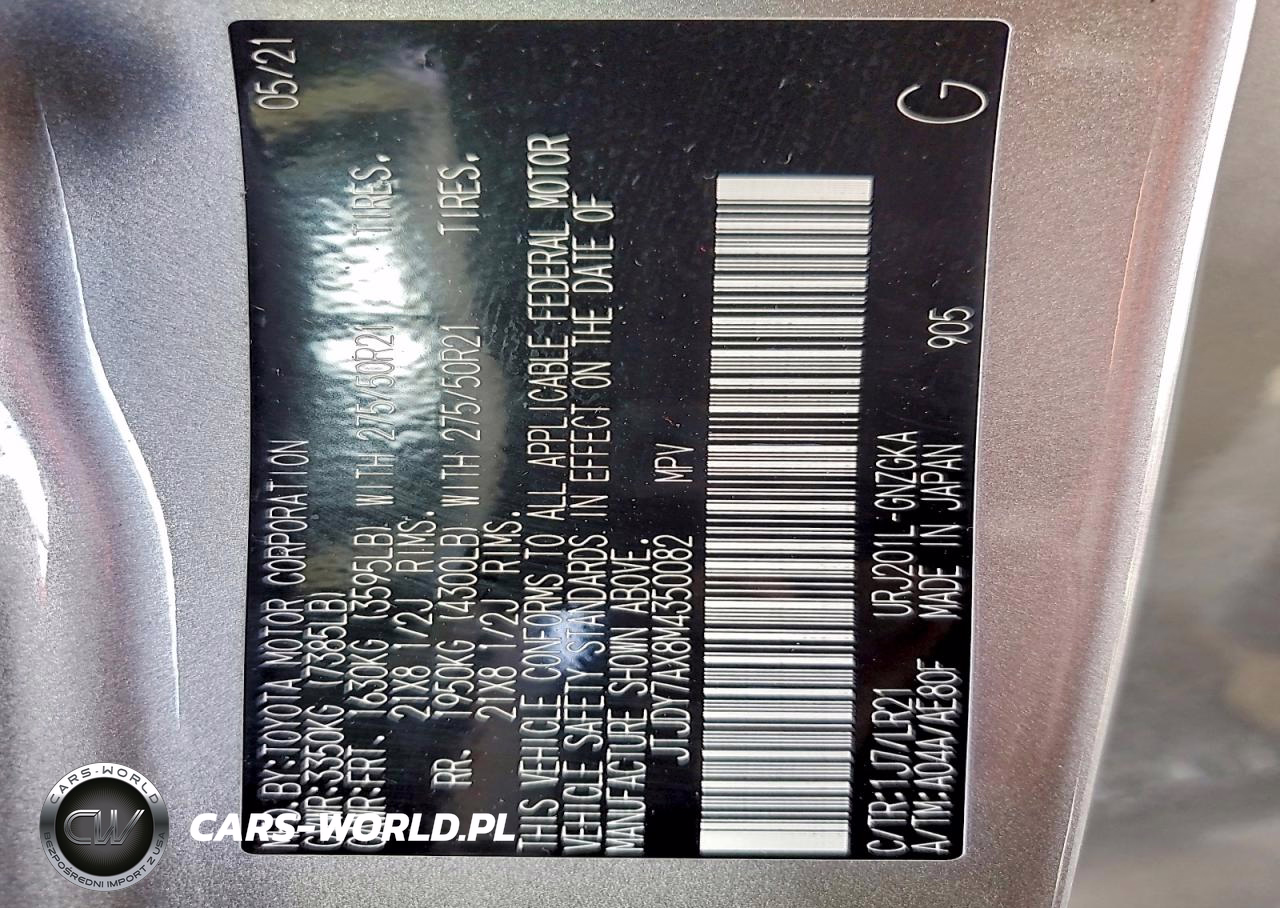 MFD.BY:TOYOTA MOTOR CORPORATION 05/21
GVWR:3350KG (7385LB)
GAWR:FRT. 1630KG (3595LB) WITH 275/50R21 TIRES.
21X8 1/2J RIMS.
RR. 1950KG (4300LB) WITH 275/50R21 TIRES.
21X8 1/2J RIMS.
THIS VEHICLE CONFORMS TO ALL APPLICABLE FEDERAL MOTOR
VEHICLE SAFETY STANDARDS IN EFFECT ON THE DATE OF
MANUFACTURE SHOWN ABOVE.
JTJDY7AX8M4350082 MPV
C/TR:1J7/LR21 URJ201L-GNZGKA
A/TM:A04A/AE80F MADE IN JAPAN 905 G
CARS-WORLD
CW
BEZPOŚREDNI IMPORT Z USA
CARS-WORLD.PL